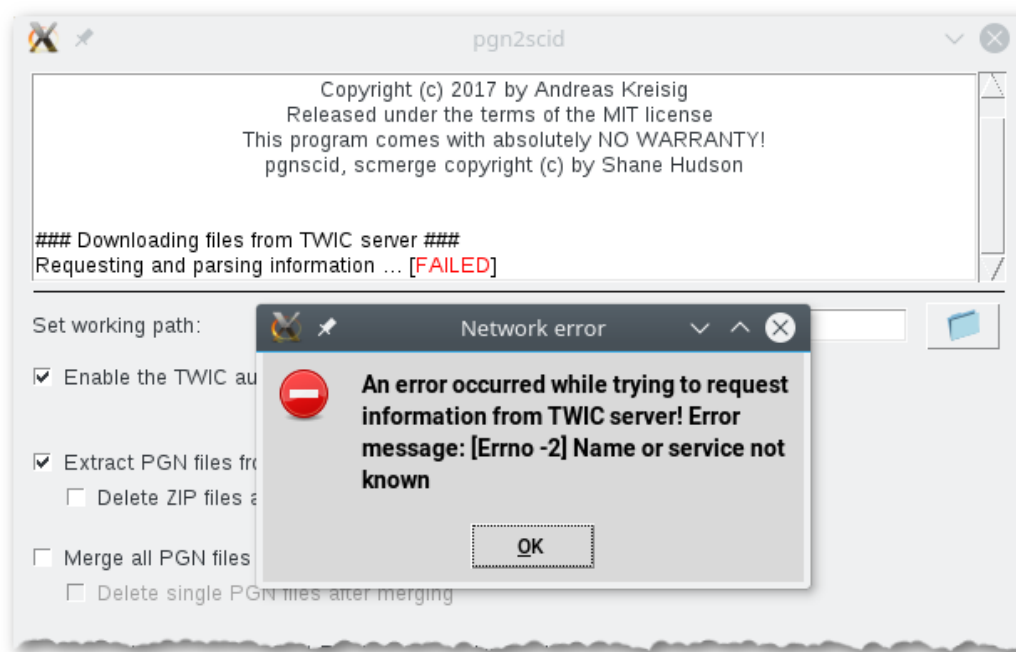 pgn2scid
Copyright (c) 2017 by Andreas Kreisig
Released under the terms of the MIT license
This program comes with absolutely NO WARRANTY!
pgnscid, scmerge copyright (c) by Shane Hudson
### Downloading files from TWIC server ###
Requesting and parsing information ... [FAILED]
Set working path:
Network error
An error occurred while trying to request
information from TWIC server! Error
message: [Errno -2] Name or service not
known
OK
Enable the TWIC au
Extract PGN files fro
Delete ZIP files a
Merge all PGN files
Delete single PGN files after merging